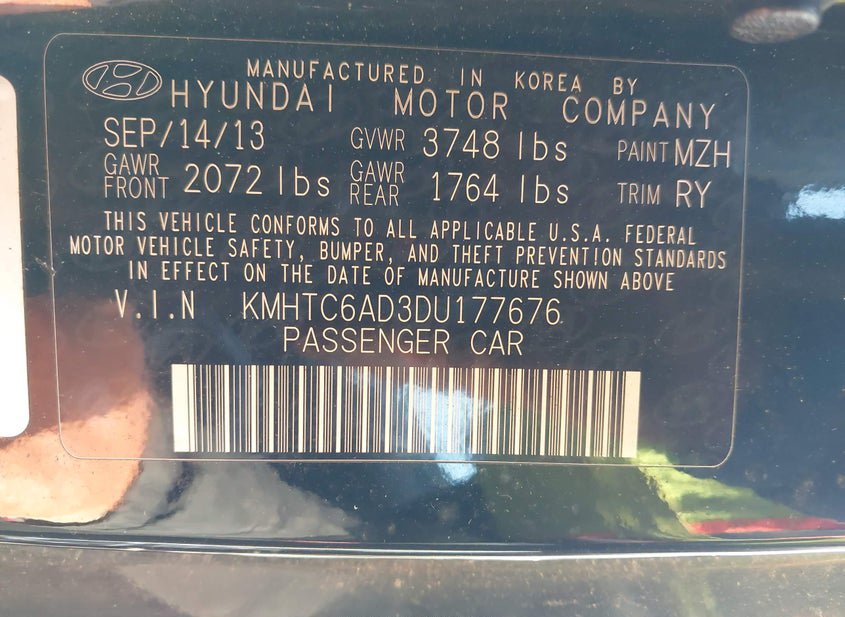 MANUFACTURED IN KOREA BY
HYUNDAI MOTOR COMPANY
SEP/14/13 GVWR 3748 lbs PAINT MZH
GAWR FRONT 2072 lbs GAWR REAR 1764 lbs TRIM RY
THIS VEHICLE CONFORMS TO ALL APPLICABLE U.S.A. FEDERAL
MOTOR VEHICLE SAFETY, BUMPER, AND THEFT PREVENTION STANDARDS
IN EFFECT ON THE DATE OF MANUFACTURE SHOWN ABOVE
V.I.N KMHTC6AD3DU177676
PASSENGER CAR